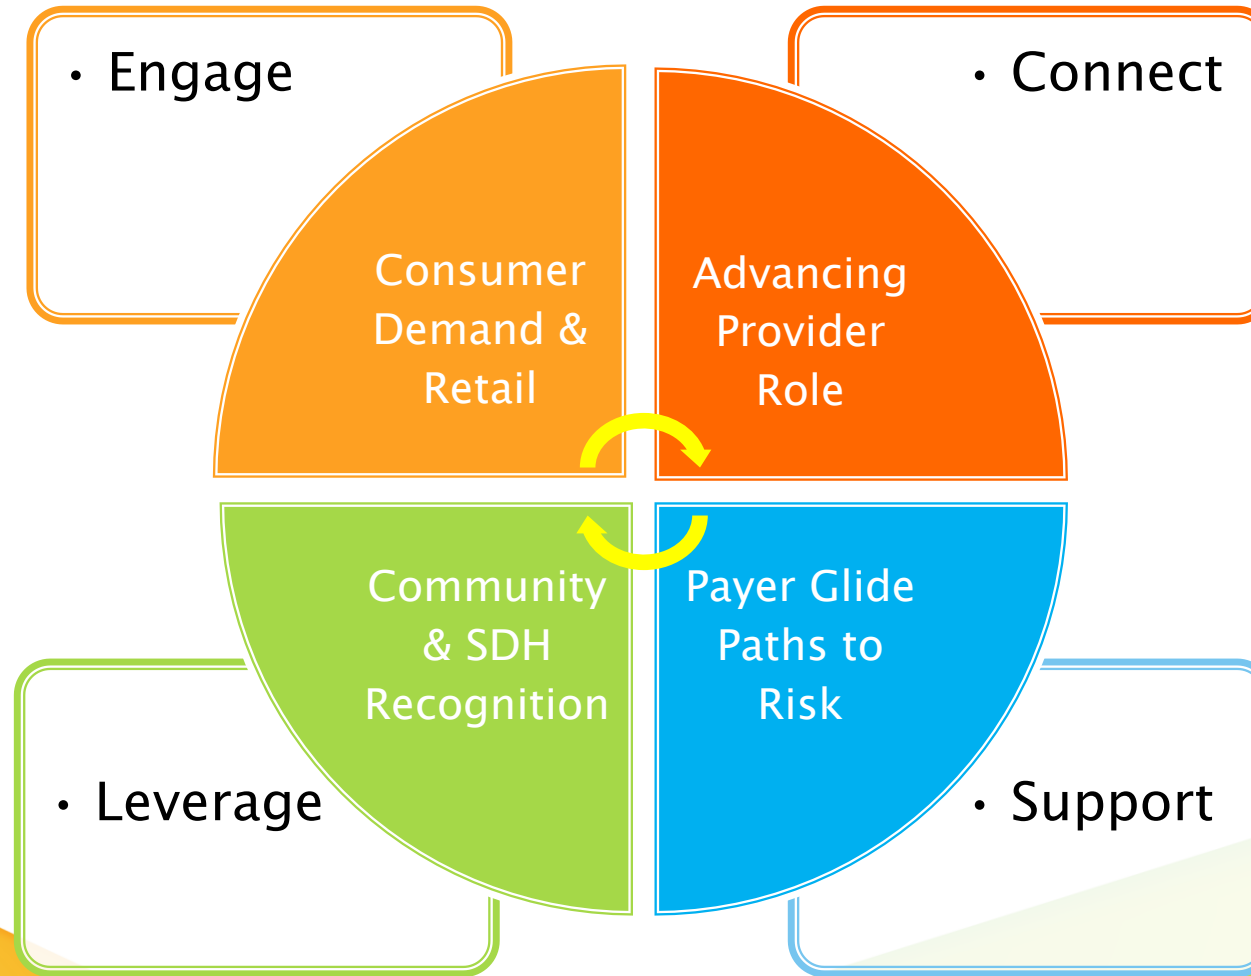 • Engage
• Connect
Consumer
Demand &
Retail
Advancing
Provider
Role
Community
& SDH
Recognition
Payer Glide
Paths to
Risk
• Leverage
• Support